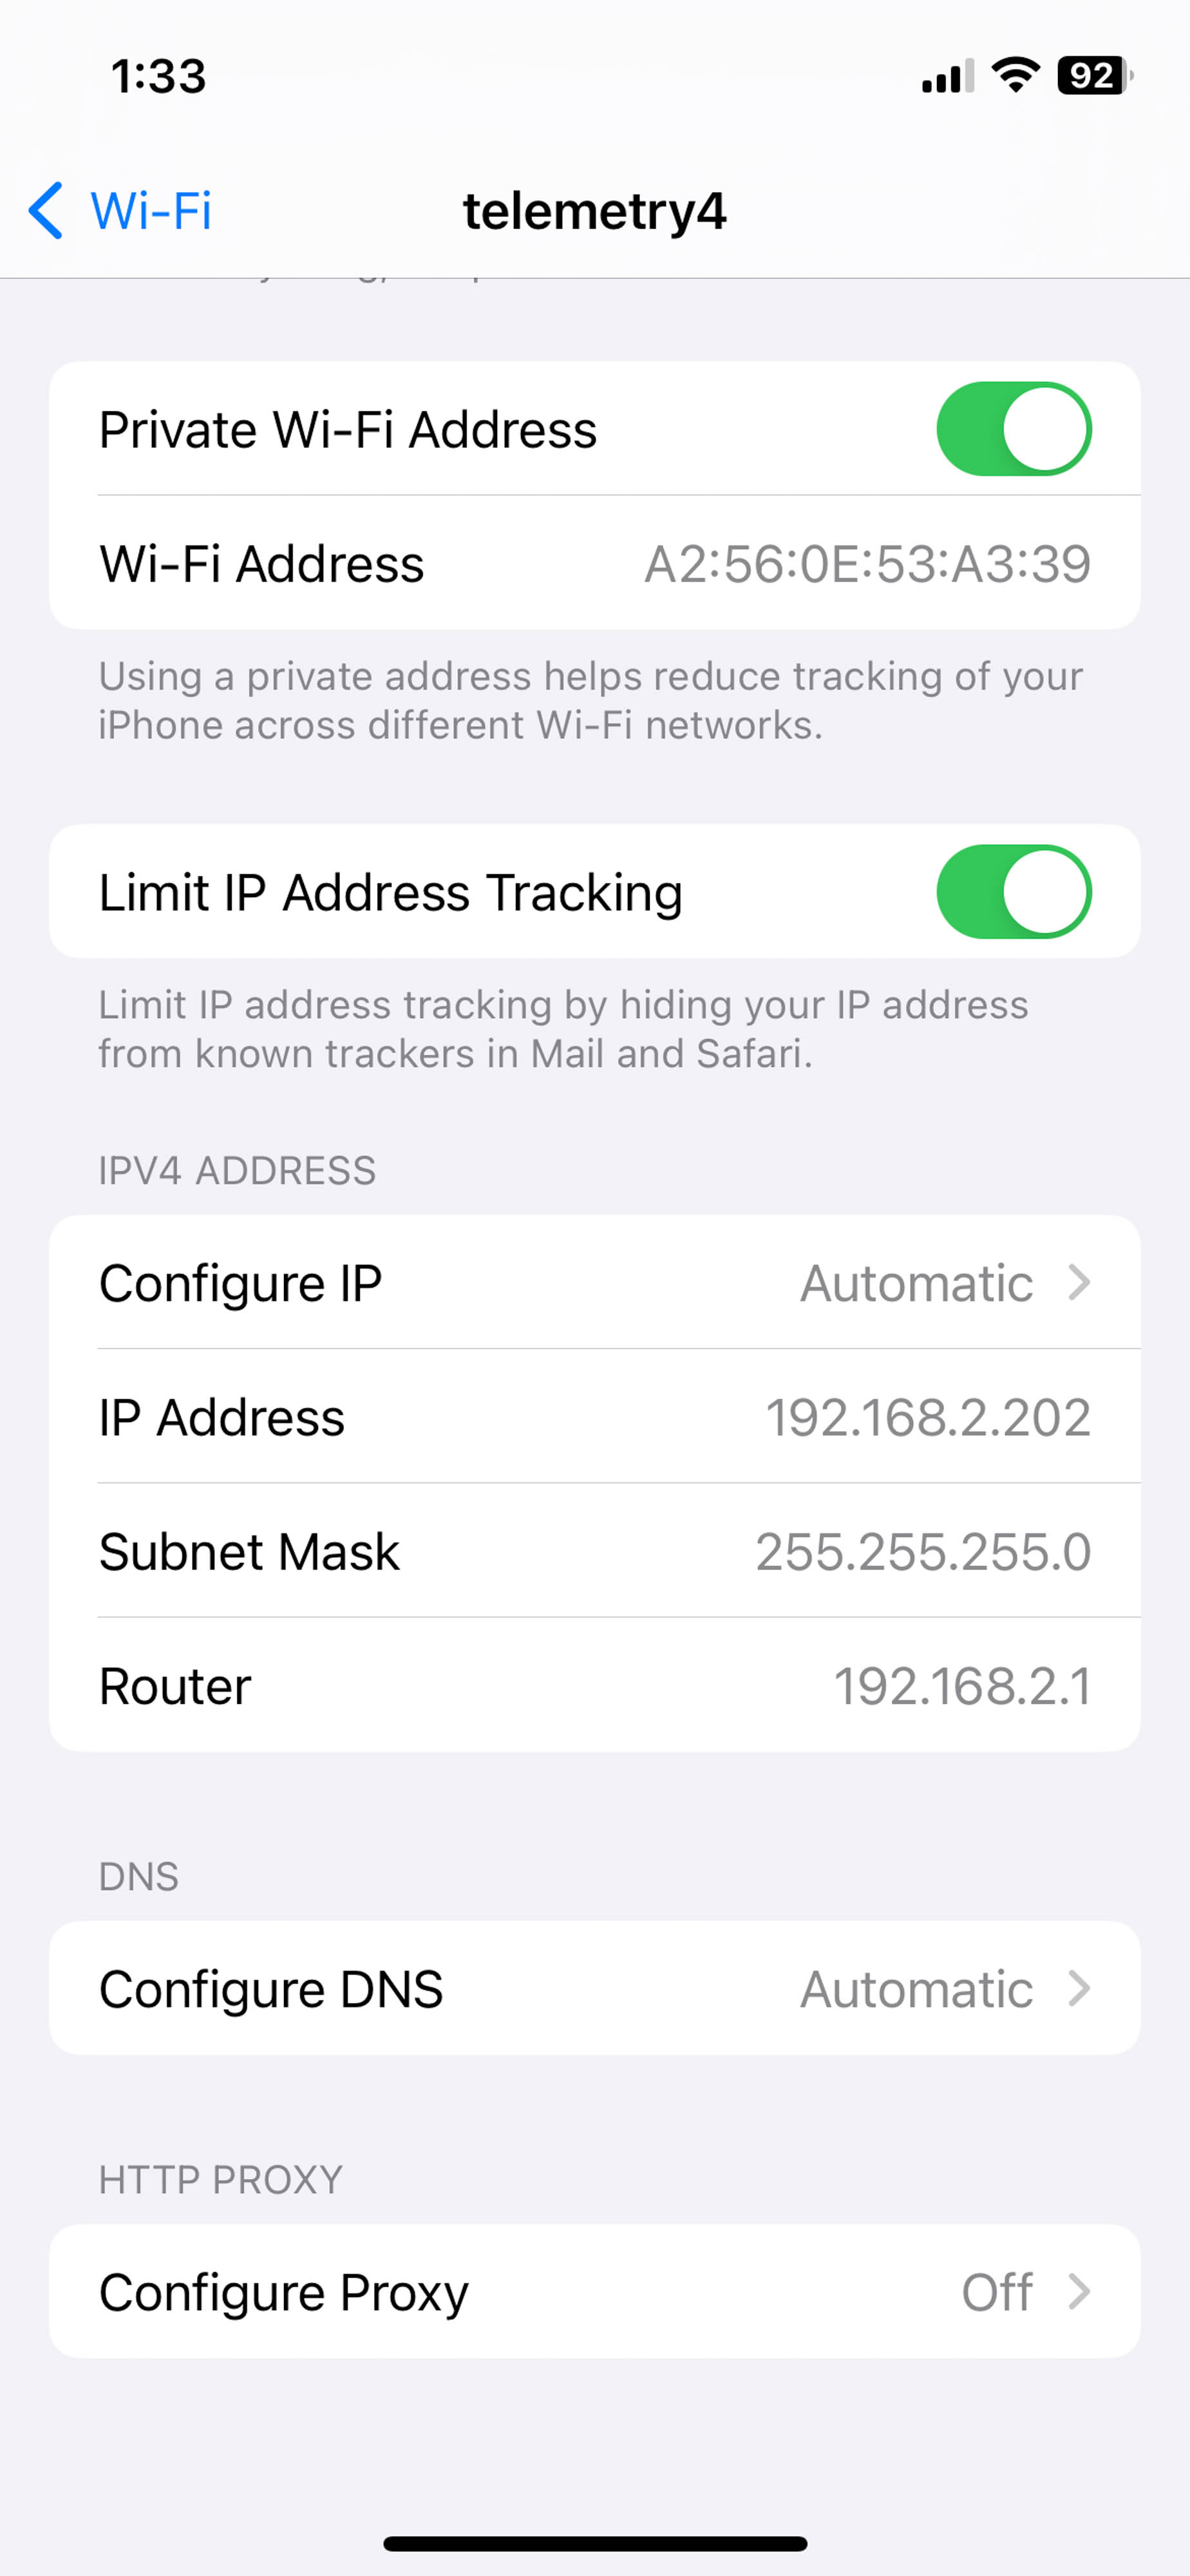 1:33
92
Wi-Fi
telemetry4
Private Wi-Fi Address
Wi-Fi Address A2:56:0E:53:A3:39
Using a private address helps reduce tracking of your
iPhone across different Wi-Fi networks.
Limit IP Address Tracking
Limit IP address tracking by hiding your IP address
from known trackers in Mail and Safari.
IPV4 ADDRESS
Configure IP Automatic
IP Address 192.168.2.202
Subnet Mask 255.255.255.0
Router 192.168.2.1
DNS
Configure DNS Automatic
HTTP PROXY
Configure Proxy Off